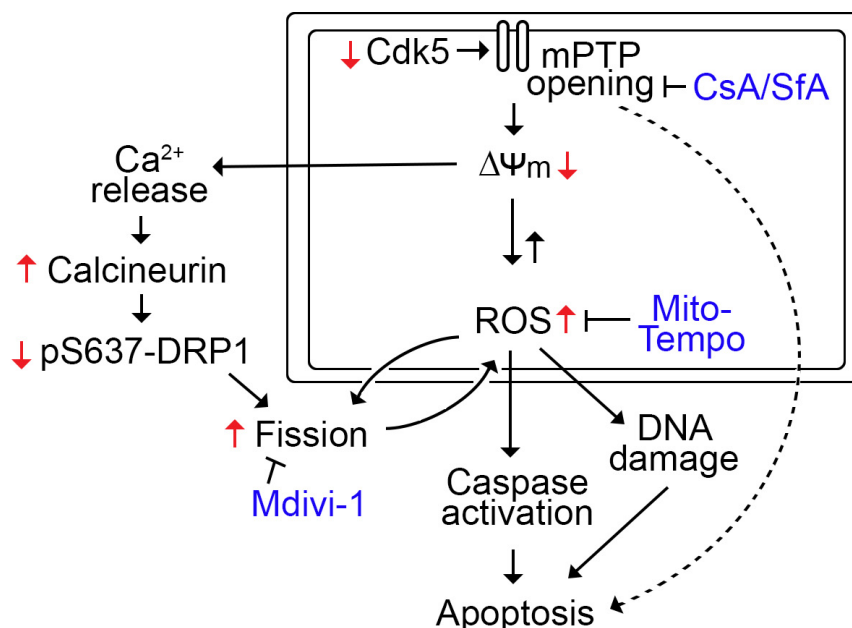 Cdk5
mPTP
opening
CsA/SfA
Ca²⁺
release
ΔΨm
Calcineurin
pS637-DRP1
ROS
Mito-
Tempo
Fission
Mdivi-1
DNA
damage
Caspase
activation
Apoptosis